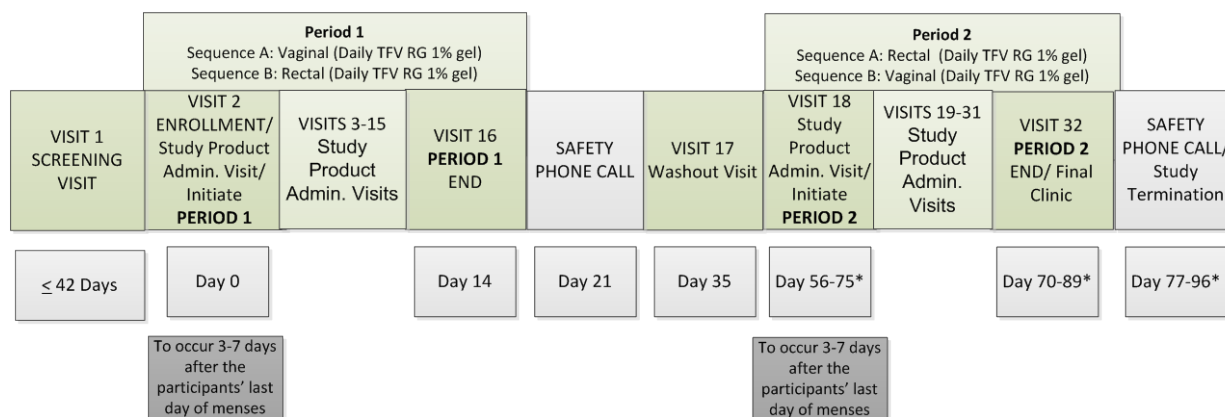 Period 1
Sequence A: Vaginal (Daily TFV RG 1% gel)
Sequence B: Rectal (Daily TFV RG 1% gel)
Period 2
Sequence A: Rectal (Daily TFV RG 1% gel)
Sequence B: Vaginal (Daily TFV RG 1% gel)
VISIT 1
SCREENING
VISIT
VISIT 2
ENROLLMENT/
Study Product
Admin. Visit/
Initiate
PERIOD 1
VISITS 3-15
Study
Product
Admin. Visits
VISIT 16
PERIOD 1
END
SAFETY
PHONE CALL
VISIT 17
Washout Visit
VISIT 18
Study
Product
Admin. Visit/
Initiate
PERIOD 2
VISITS 19-31
Study
Product
Admin.
Visits
VISIT 32
PERIOD 2
END/ Final
Clinic
SAFETY
PHONE CALL/
Study
Termination
≤ 42 Days
Day 0
Day 14
Day 21
Day 35
Day 56-75*
Day 70-89*
Day 77-96*
To occur 3-7 days
after the
participants’ last
day of menses
To occur 3-7 days
after the
participants’ last
day of menses